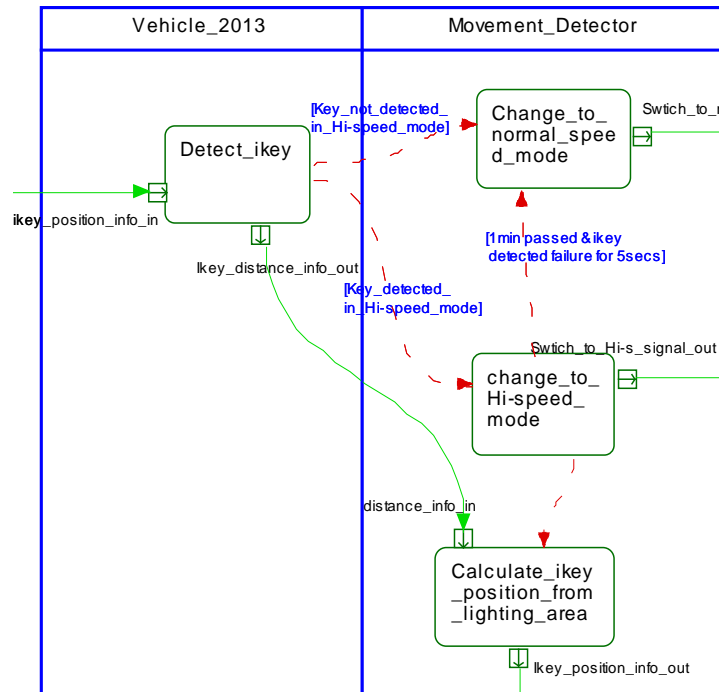 Vehicle_2013
Movement_Detector
[Key_not_detected_
in_Hi-speed_mode]
Change_to_
normal_spee
d_mode
Swtich_to_r
Detect_ikey
ikey_position_info_in
[1min passed & ikey
detected failure for 5secs]
Ikey_distance_info_out
[Key_detected_
in_Hi-speed_mode]
Swtich_to_Hi-s_signal_out
change_to_
Hi-speed_
mode
distance_info_in
Calculate_ikey
_position_from
_lighting_area
Ikey_position_info_out